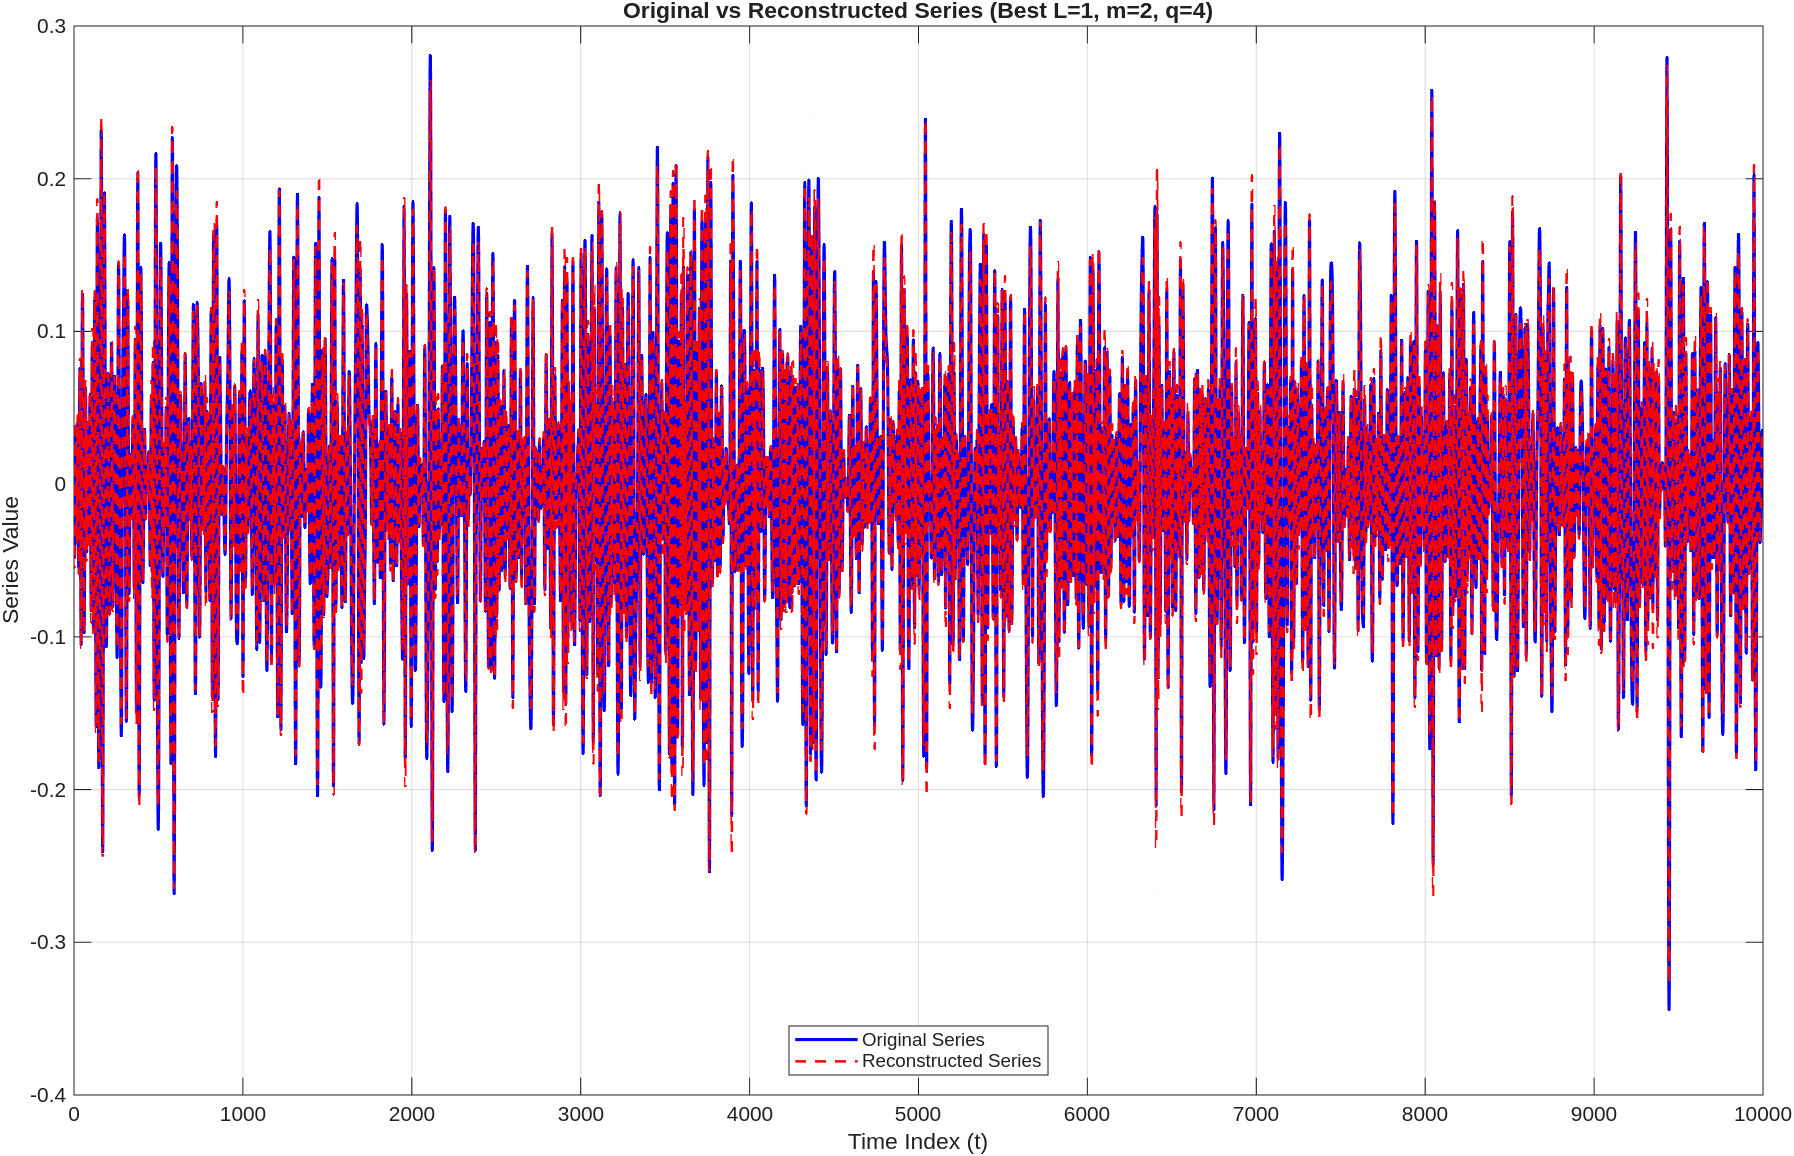 Original vs Reconstructed Series (Best L=1, m=2, q=4)
0.3
0.2
0.1
0
-0.1
-0.2
-0.3
-0.4
Series Value
0 1000 2000 3000 4000 5000 6000 7000 8000 9000 10000
Time Index (t)
Original Series
Reconstructed Series